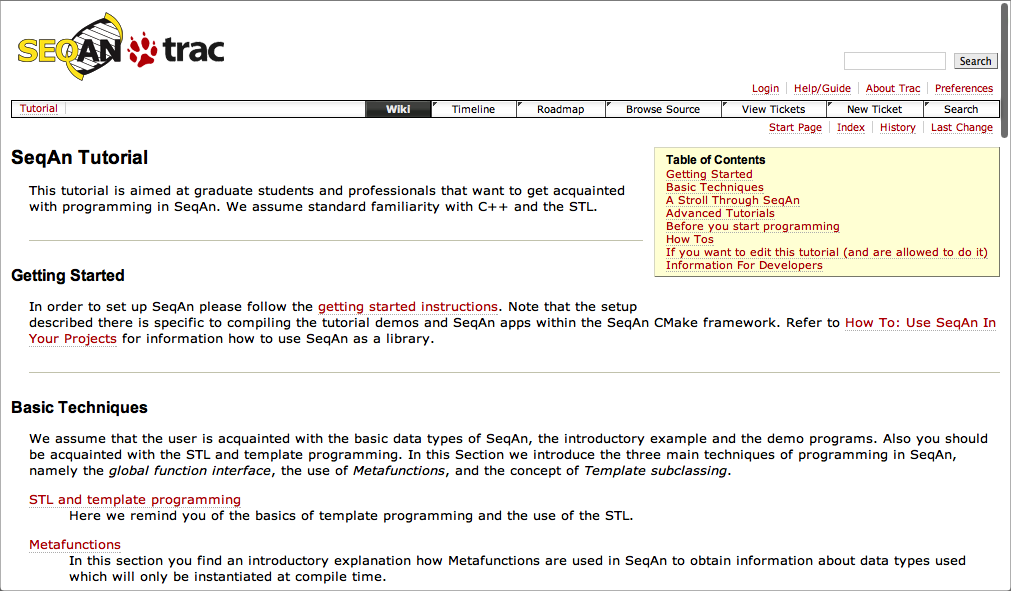 SEQAN trac
Search
Login Help/Guide About Trac Preferences
Tutorial Wiki Timeline Roadmap Browse Source View Tickets New Ticket Search
Start Page Index History Last Change
SeqAn Tutorial
This tutorial is aimed at graduate students and professionals that want to get acquainted
with programming in SeqAn. We assume standard familiarity with C++ and the STL.
Table of Contents
Getting Started
Basic Techniques
A Stroll Through SeqAn
Advanced Tutorials
Before you start programming
How Tos
If you want to edit this tutorial (and are allowed to do it)
Information For Developers
Getting Started
In order to set up SeqAn please follow the getting started instructions. Note that the setup
described there is specific to compiling the tutorial demos and SeqAn apps within the SeqAn CMake framework. Refer to How To: Use SeqAn In
Your Projects for information how to use SeqAn as a library.
Basic Techniques
We assume that the user is acquainted with the basic data types of SeqAn, the introductory example and the demo programs. Also you should
be acquainted with the STL and template programming. In this Section we introduce the three main techniques of programming in SeqAn,
namely the global function interface, the use of Metafunctions, and the concept of Template subclassing.
STL and template programming
Here we remind you of the basics of template programming and the use of the STL.
Metafunctions
In this section you find an introductory explanation how Metafunctions are used in SeqAn to obtain information about data types used
which will only be instantiated at compile time.